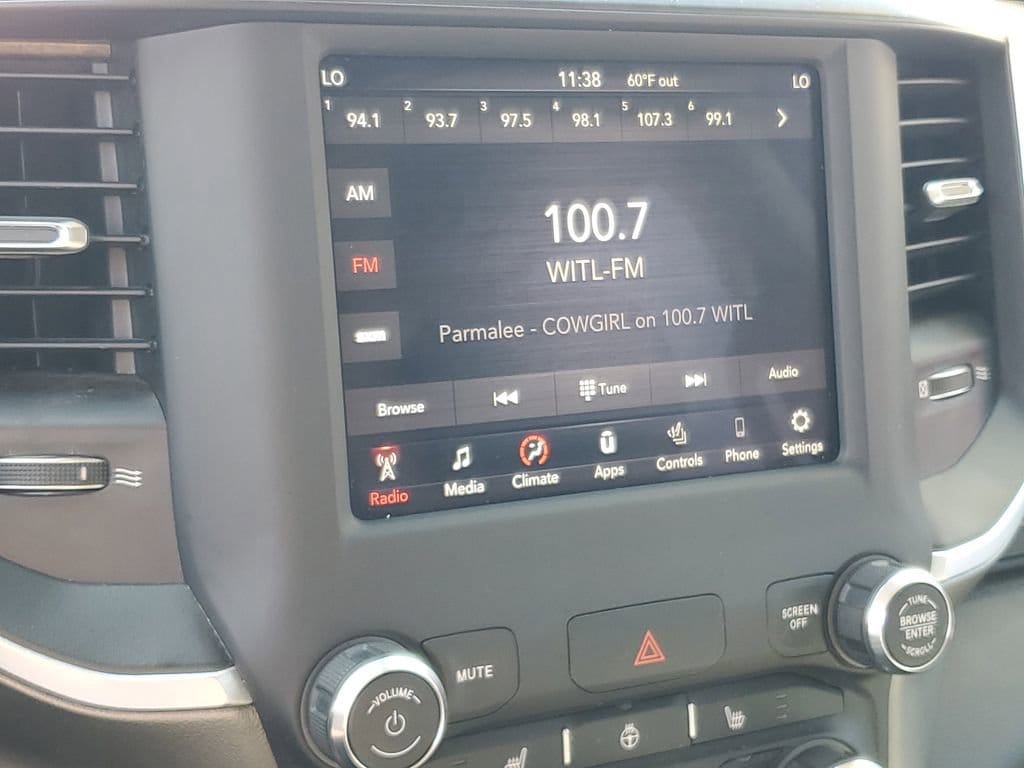 LO 11:38 60°F out LO
1 94.1 2 93.7 3 97.5 4 98.1 5 107.3 6 99.1
AM
100.7
FM
WITL-FM
Parmalee - COWGIRL on 100.7 WITL
Browse Tune Audio
Radio Media Climate Apps Controls Phone Settings
SCREEN
OFF
TUNE
BROWSE
ENTER
SCROLL
MUTE
VOLUME